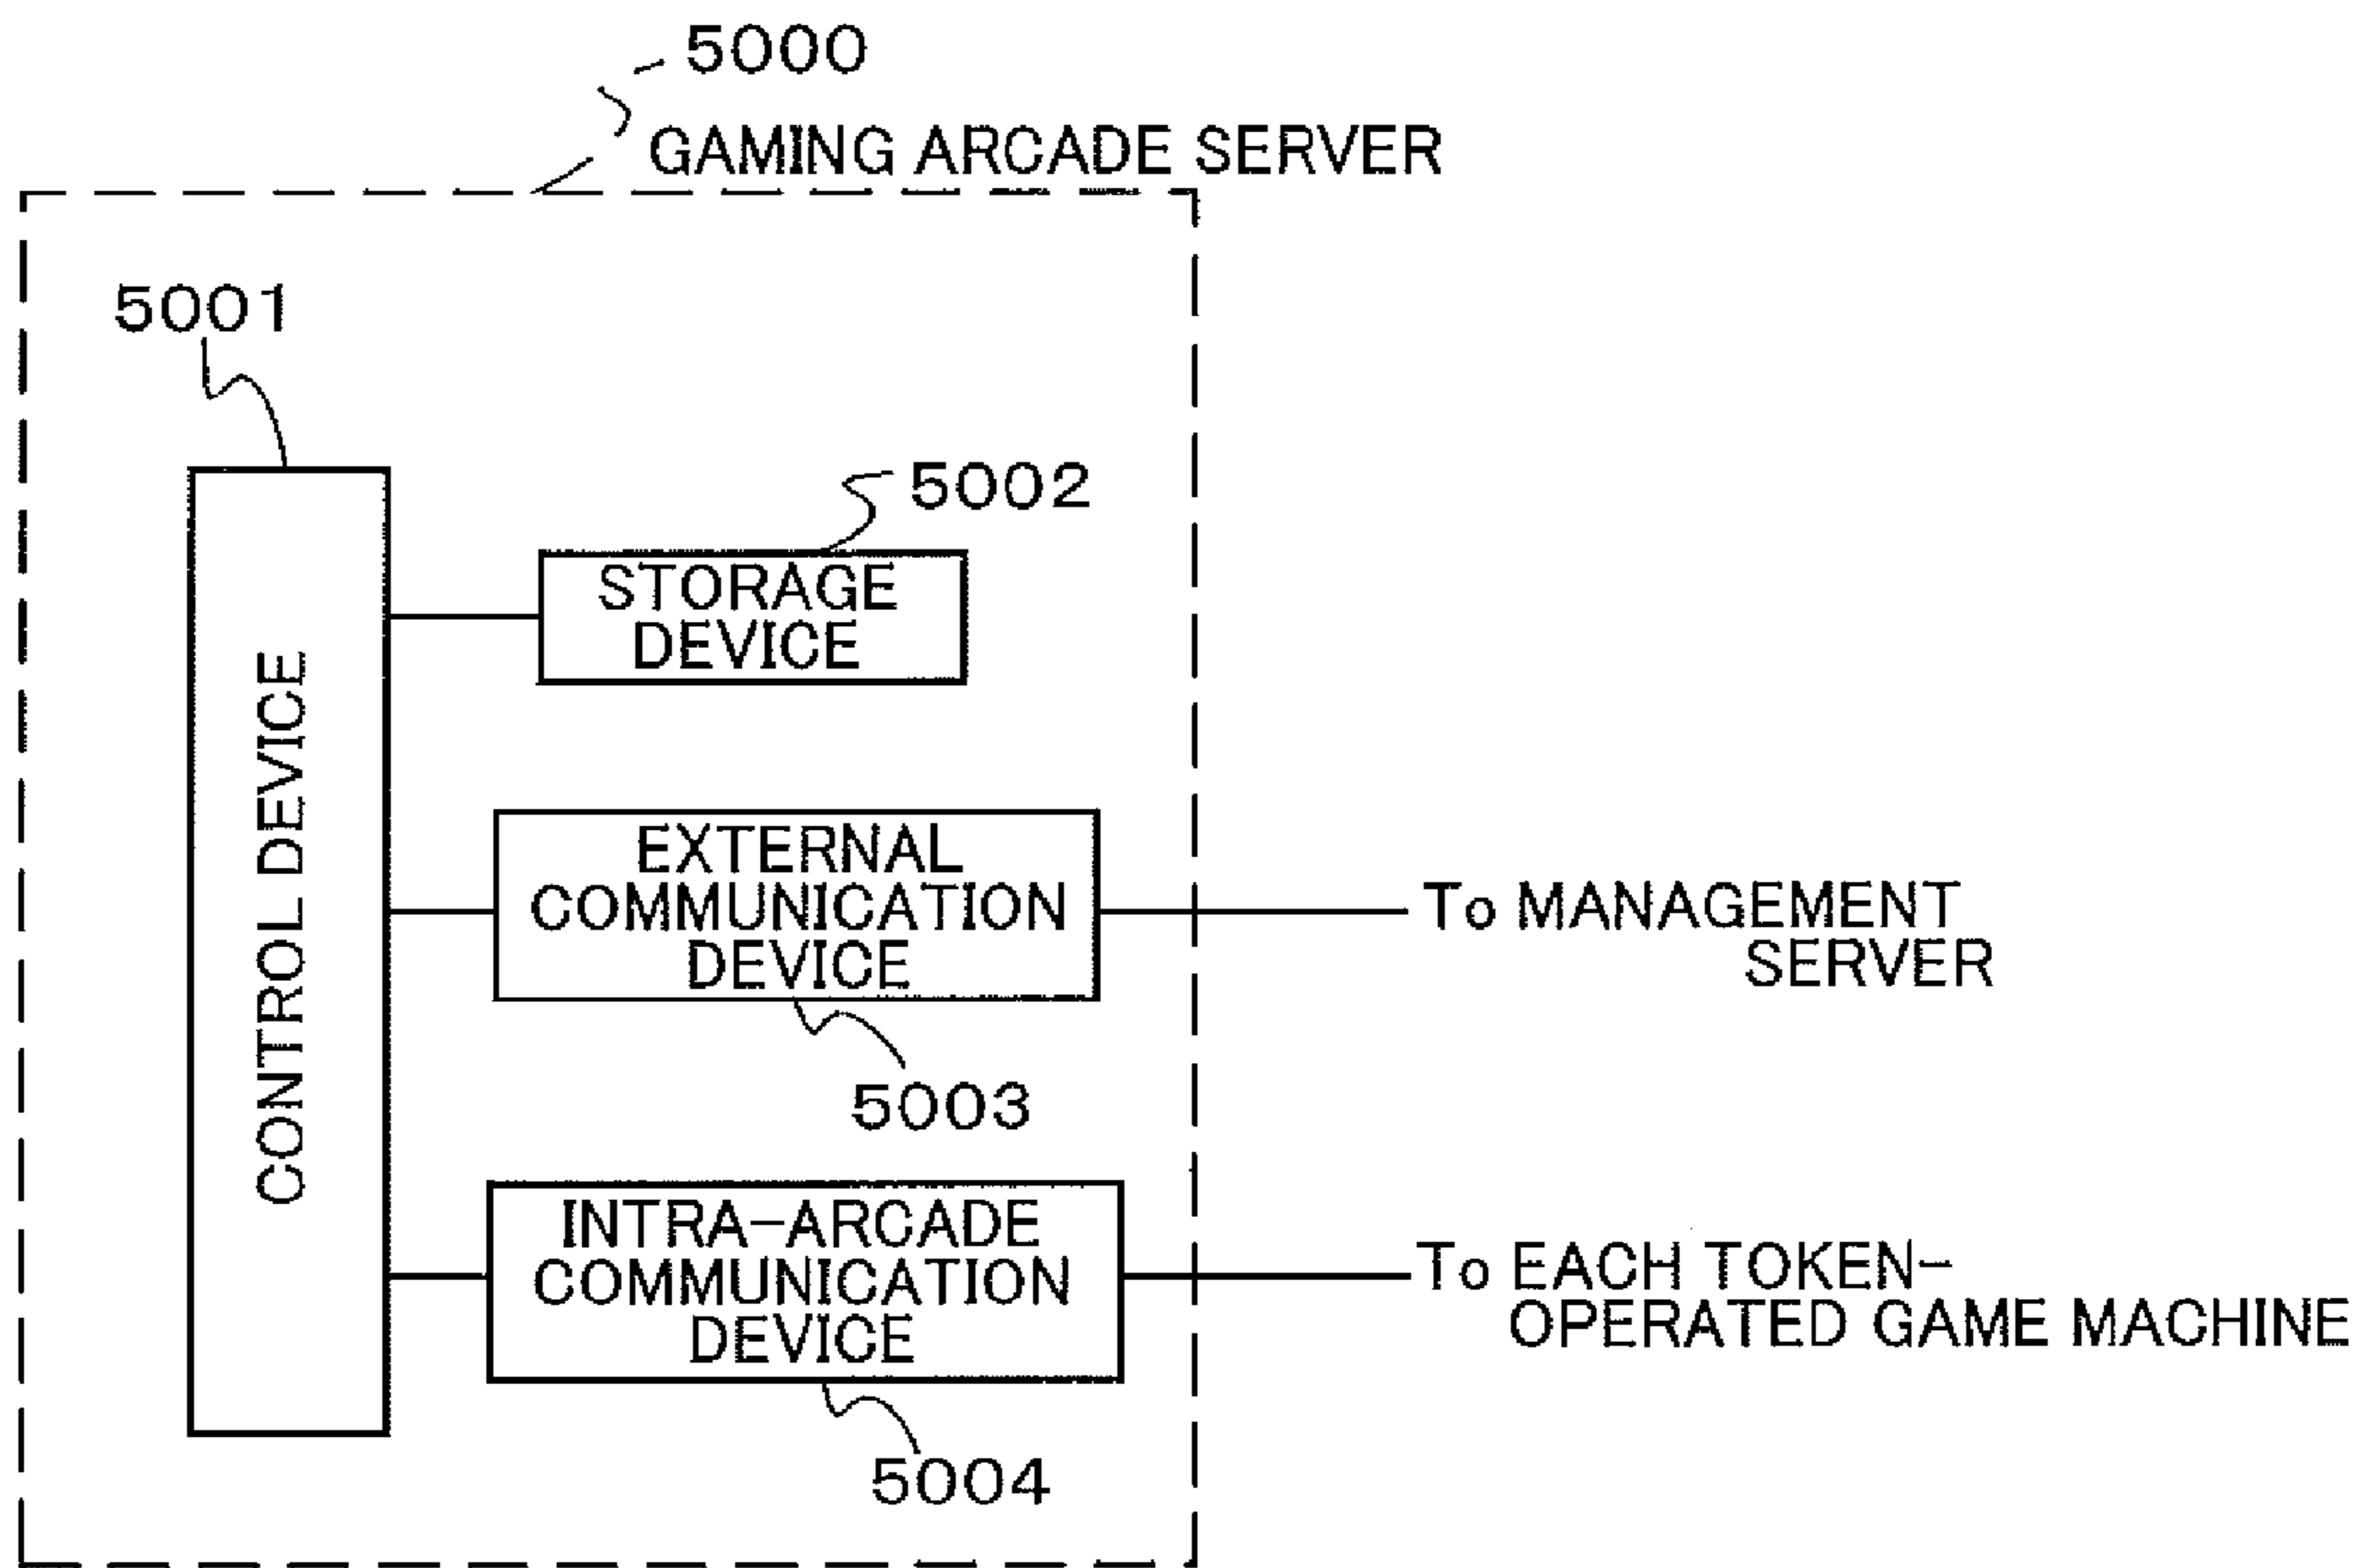 5000
GAMING ARCADE SERVER
5001
5002
STORAGE
DEVICE
CONTROL DEVICE
EXTERNAL
COMMUNICATION
DEVICE
To MANAGEMENT
SERVER
5003
INTRA-ARCADE
COMMUNICATION
DEVICE
To EACH TOKEN-
OPERATED GAME MACHINE
5004